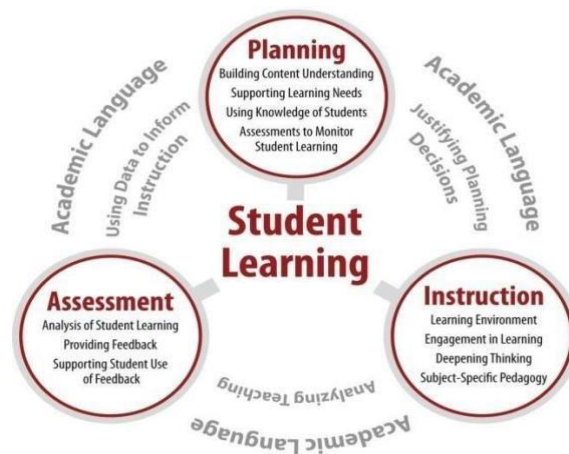 Planning
Building Content Understanding
Supporting Learning Needs
Using Knowledge of Students
Assessments to Monitor
Student Learning
Academic Language
Using Data to Inform
Instruction
Academic Language
Justifying Planning
Decisions
Student
Learning
Assessment
Analysis of Student Learning
Providing Feedback
Supporting Student Use
of Feedback
Instruction
Learning Environment
Engagement in Learning
Deepening Thinking
Subject-Specific Pedagogy
Analyzing Teaching
Academic Language